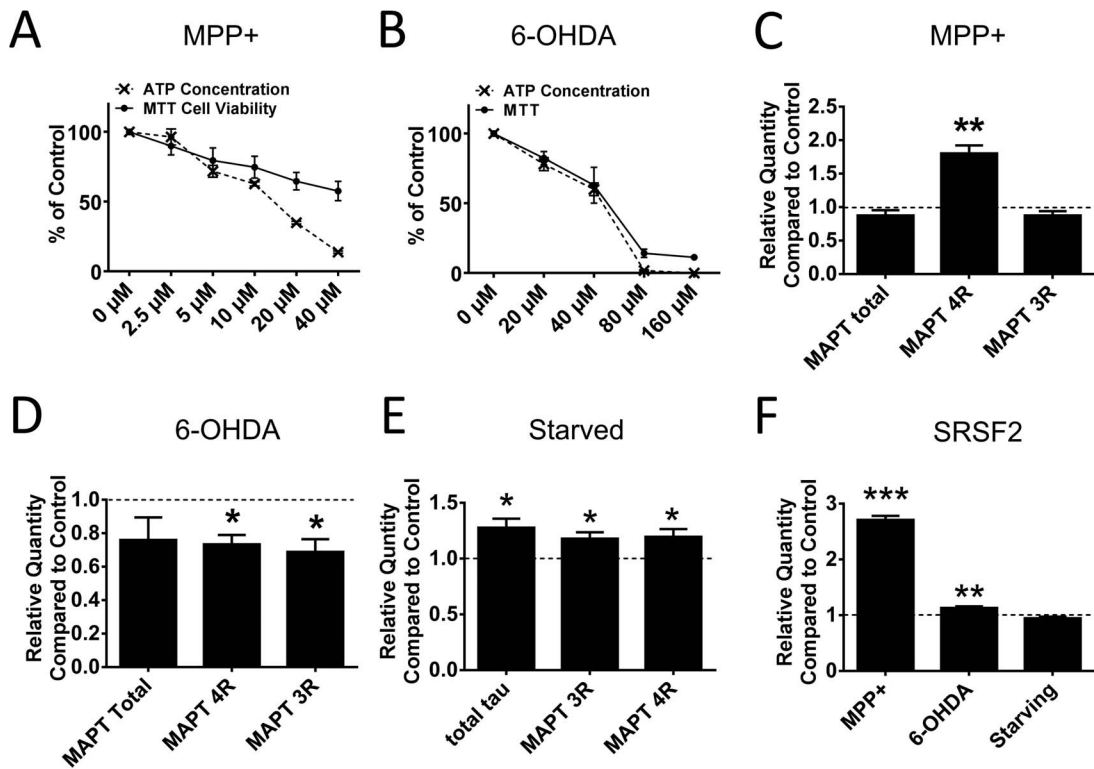 A
MPP+
ATP Concentration
MTT Cell Viability
% of Control
100
50
0
0 µM
2.5 µM
5 µM
10 µM
20 µM
40 µM
B
6-OHDA
ATP Concentration
MTT
% of Control
100
50
0
0 µM
20 µM
40 µM
80 µM
160 µM
C
MPP+
Relative Quantity
Compared to Control
2.5
2.0
1.5
1.0
0.5
0.0
**
MAPT total
MAPT 4R
MAPT 3R
D
6-OHDA
Relative Quantity
Compared to Control
1.0
0.8
0.6
0.4
0.2
0.0
*
*
MAPT Total
MAPT 4R
MAPT 3R
E
Starved
Relative Quantity
Compared to Control
1.5
1.0
0.5
0.0
*
*
*
total tau
MAPT 3R
MAPT 4R
F
SRSF2
Relative Quantity
Compared to Control
3
2
1
0
***
**
MPP+
6-OHDA
Starving